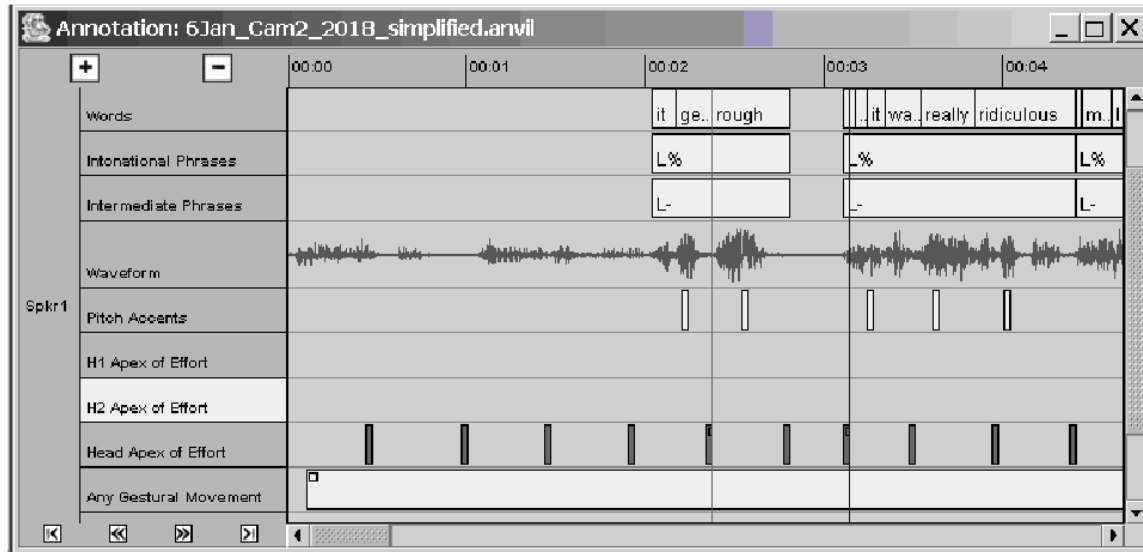 Annotation: 6Jan_Cam2_2018_simplified.anvil
+ - 00:00 00:01 00:02 00:03 00:04
Words it ge.. rough .. it wa.. really ridiculous m.. I
Intonational Phrases L% L% L%
Intermediate Phrases L- L- L-
Waveform
Spkr1
Pitch Accents
H1 Apex of Effort
H2 Apex of Effort
Head Apex of Effort
Any Gestural Movement